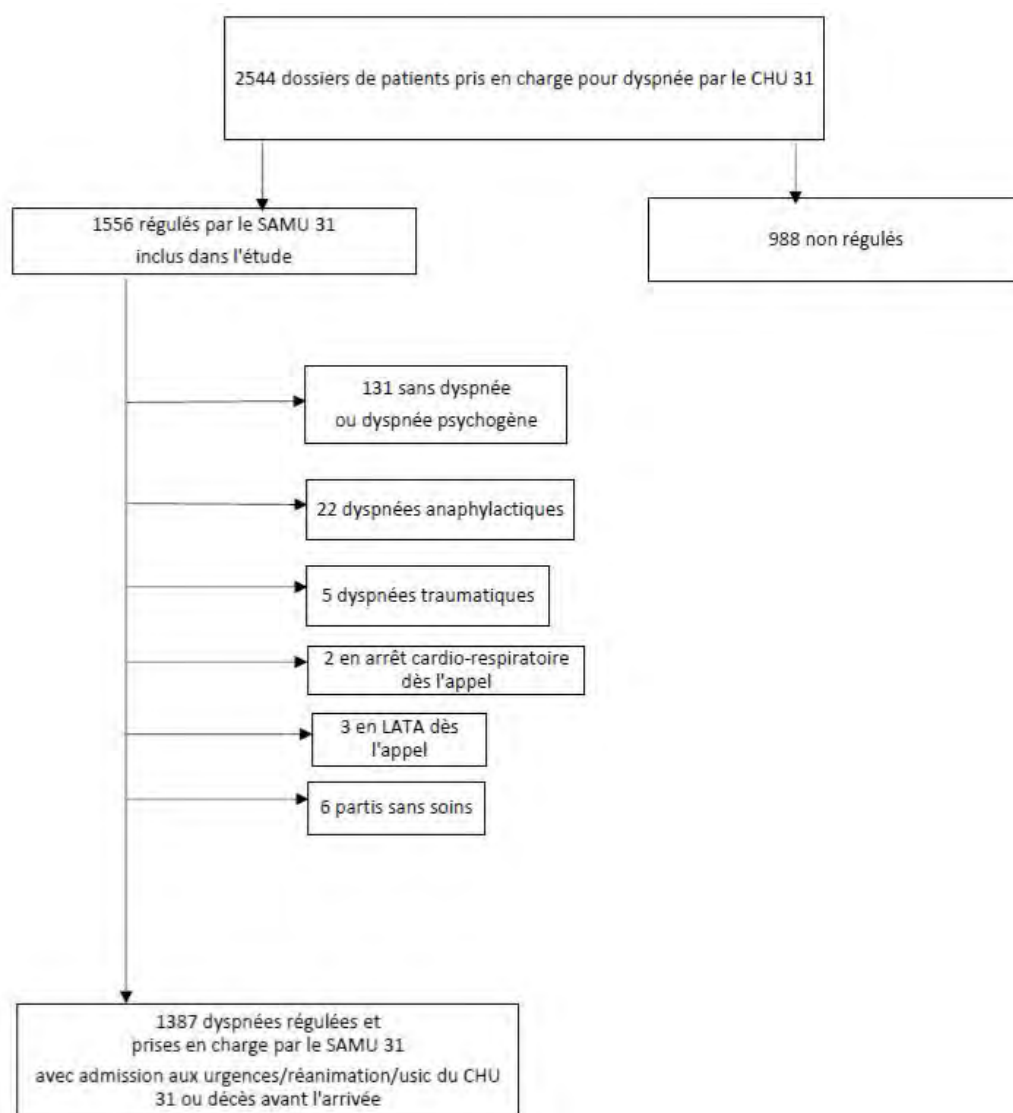 2544 dossiers de patients pris en charge pour dyspnée par le CHU 31
1556 régulés par le SAMU 31
inclus dans l'étude
988 non régulés
131 sans dyspnée
ou dyspnée psychogène
22 dyspnées anaphylactiques
5 dyspnées traumatiques
2 en arrêt cardio-respiratoire
dès l'appel
3 en LATA dès
l'appel
6 partis sans soins
1387 dyspnées régulées et
prises en charge par le SAMU 31
avec admission aux urgences/réanimation/usic du CHU
31 ou décès avant l'arrivée